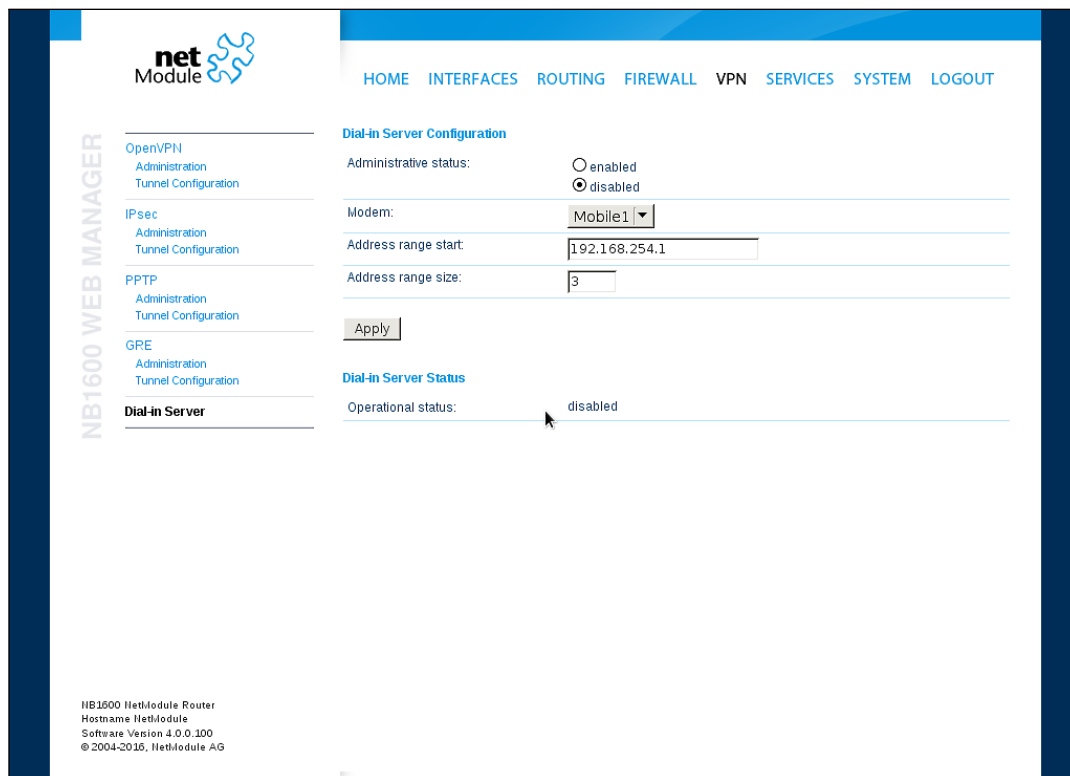 net
Module
HOME INTERFACES ROUTING FIREWALL VPN SERVICES SYSTEM LOGOUT
NB1600 WEB MANAGER
OpenVPN
Administration
Tunnel Configuration
IPsec
Administration
Tunnel Configuration
PPTP
Administration
Tunnel Configuration
GRE
Administration
Tunnel Configuration
Dial-in Server
Dial-in Server Configuration
Administrative status:
enabled
disabled
Modem: Mobile1
Address range start: 192.168.254.1
Address range size: 3
Apply
Dial-in Server Status
Operational status: disabled
NB1600 NetModule Router
Hostname NetModule
Software Version 4.0.0.100
© 2004-2016, NetModule AG